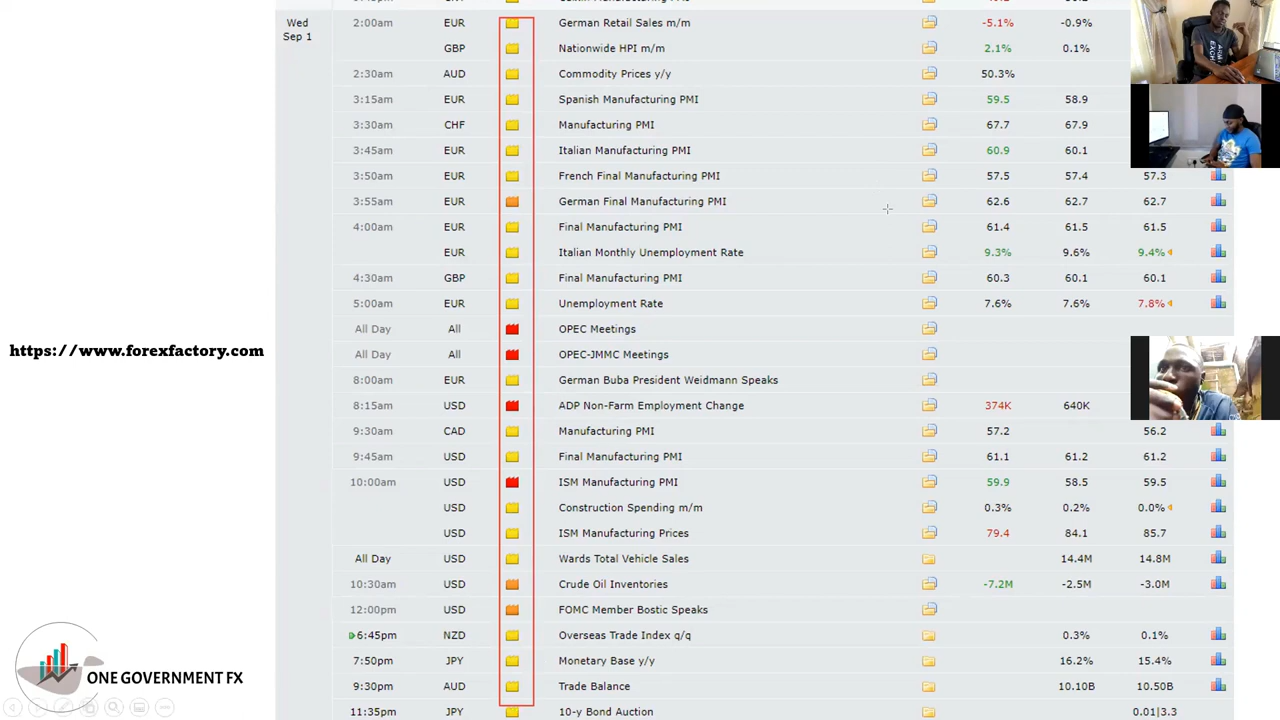 Wed
Sep 1
2:00am EUR German Retail Sales m/m -5.1% -0.9%
GBP Nationwide HPI m/m 2.1% 0.1%
2:30am AUD Commodity Prices y/y 50.3%
3:15am EUR Spanish Manufacturing PMI 59.5 58.9
3:30am CHF Manufacturing PMI 67.7 67.9
3:45am EUR Italian Manufacturing PMI 60.9 60.1
3:50am EUR French Final Manufacturing PMI 57.5 57.4 57.3
3:55am EUR German Final Manufacturing PMI 62.6 62.7 62.7
4:00am EUR Final Manufacturing PMI 61.4 61.5 61.5
EUR Italian Monthly Unemployment Rate 9.3% 9.6% 9.4%
4:30am GBP Final Manufacturing PMI 60.3 60.1 60.1
5:00am EUR Unemployment Rate 7.6% 7.6% 7.8%
All Day All OPEC Meetings
All Day All OPEC-JMMC Meetings
8:00am EUR German Buba President Weidmann Speaks
8:15am USD ADP Non-Farm Employment Change 374K 640K
9:30am CAD Manufacturing PMI 57.2 56.2
9:45am USD Final Manufacturing PMI 61.1 61.2 61.2
10:00am USD ISM Manufacturing PMI 59.9 58.5 59.5
USD Construction Spending m/m 0.3% 0.2% 0.0%
USD ISM Manufacturing Prices 79.4 84.1 85.7
All Day USD Wards Total Vehicle Sales 14.4M 14.8M
10:30am USD Crude Oil Inventories -7.2M -2.5M -3.0M
12:00pm USD FOMC Member Bostic Speaks
6:45pm NZD Overseas Trade Index q/q 0.3% 0.1%
7:50pm JPY Monetary Base y/y 16.2% 15.4%
9:30pm AUD Trade Balance 10.10B 10.50B
11:35pm JPY 10-y Bond Auction 0.01|3.3
https://www.forexfactory.com
ONE GOVERNMENT FX